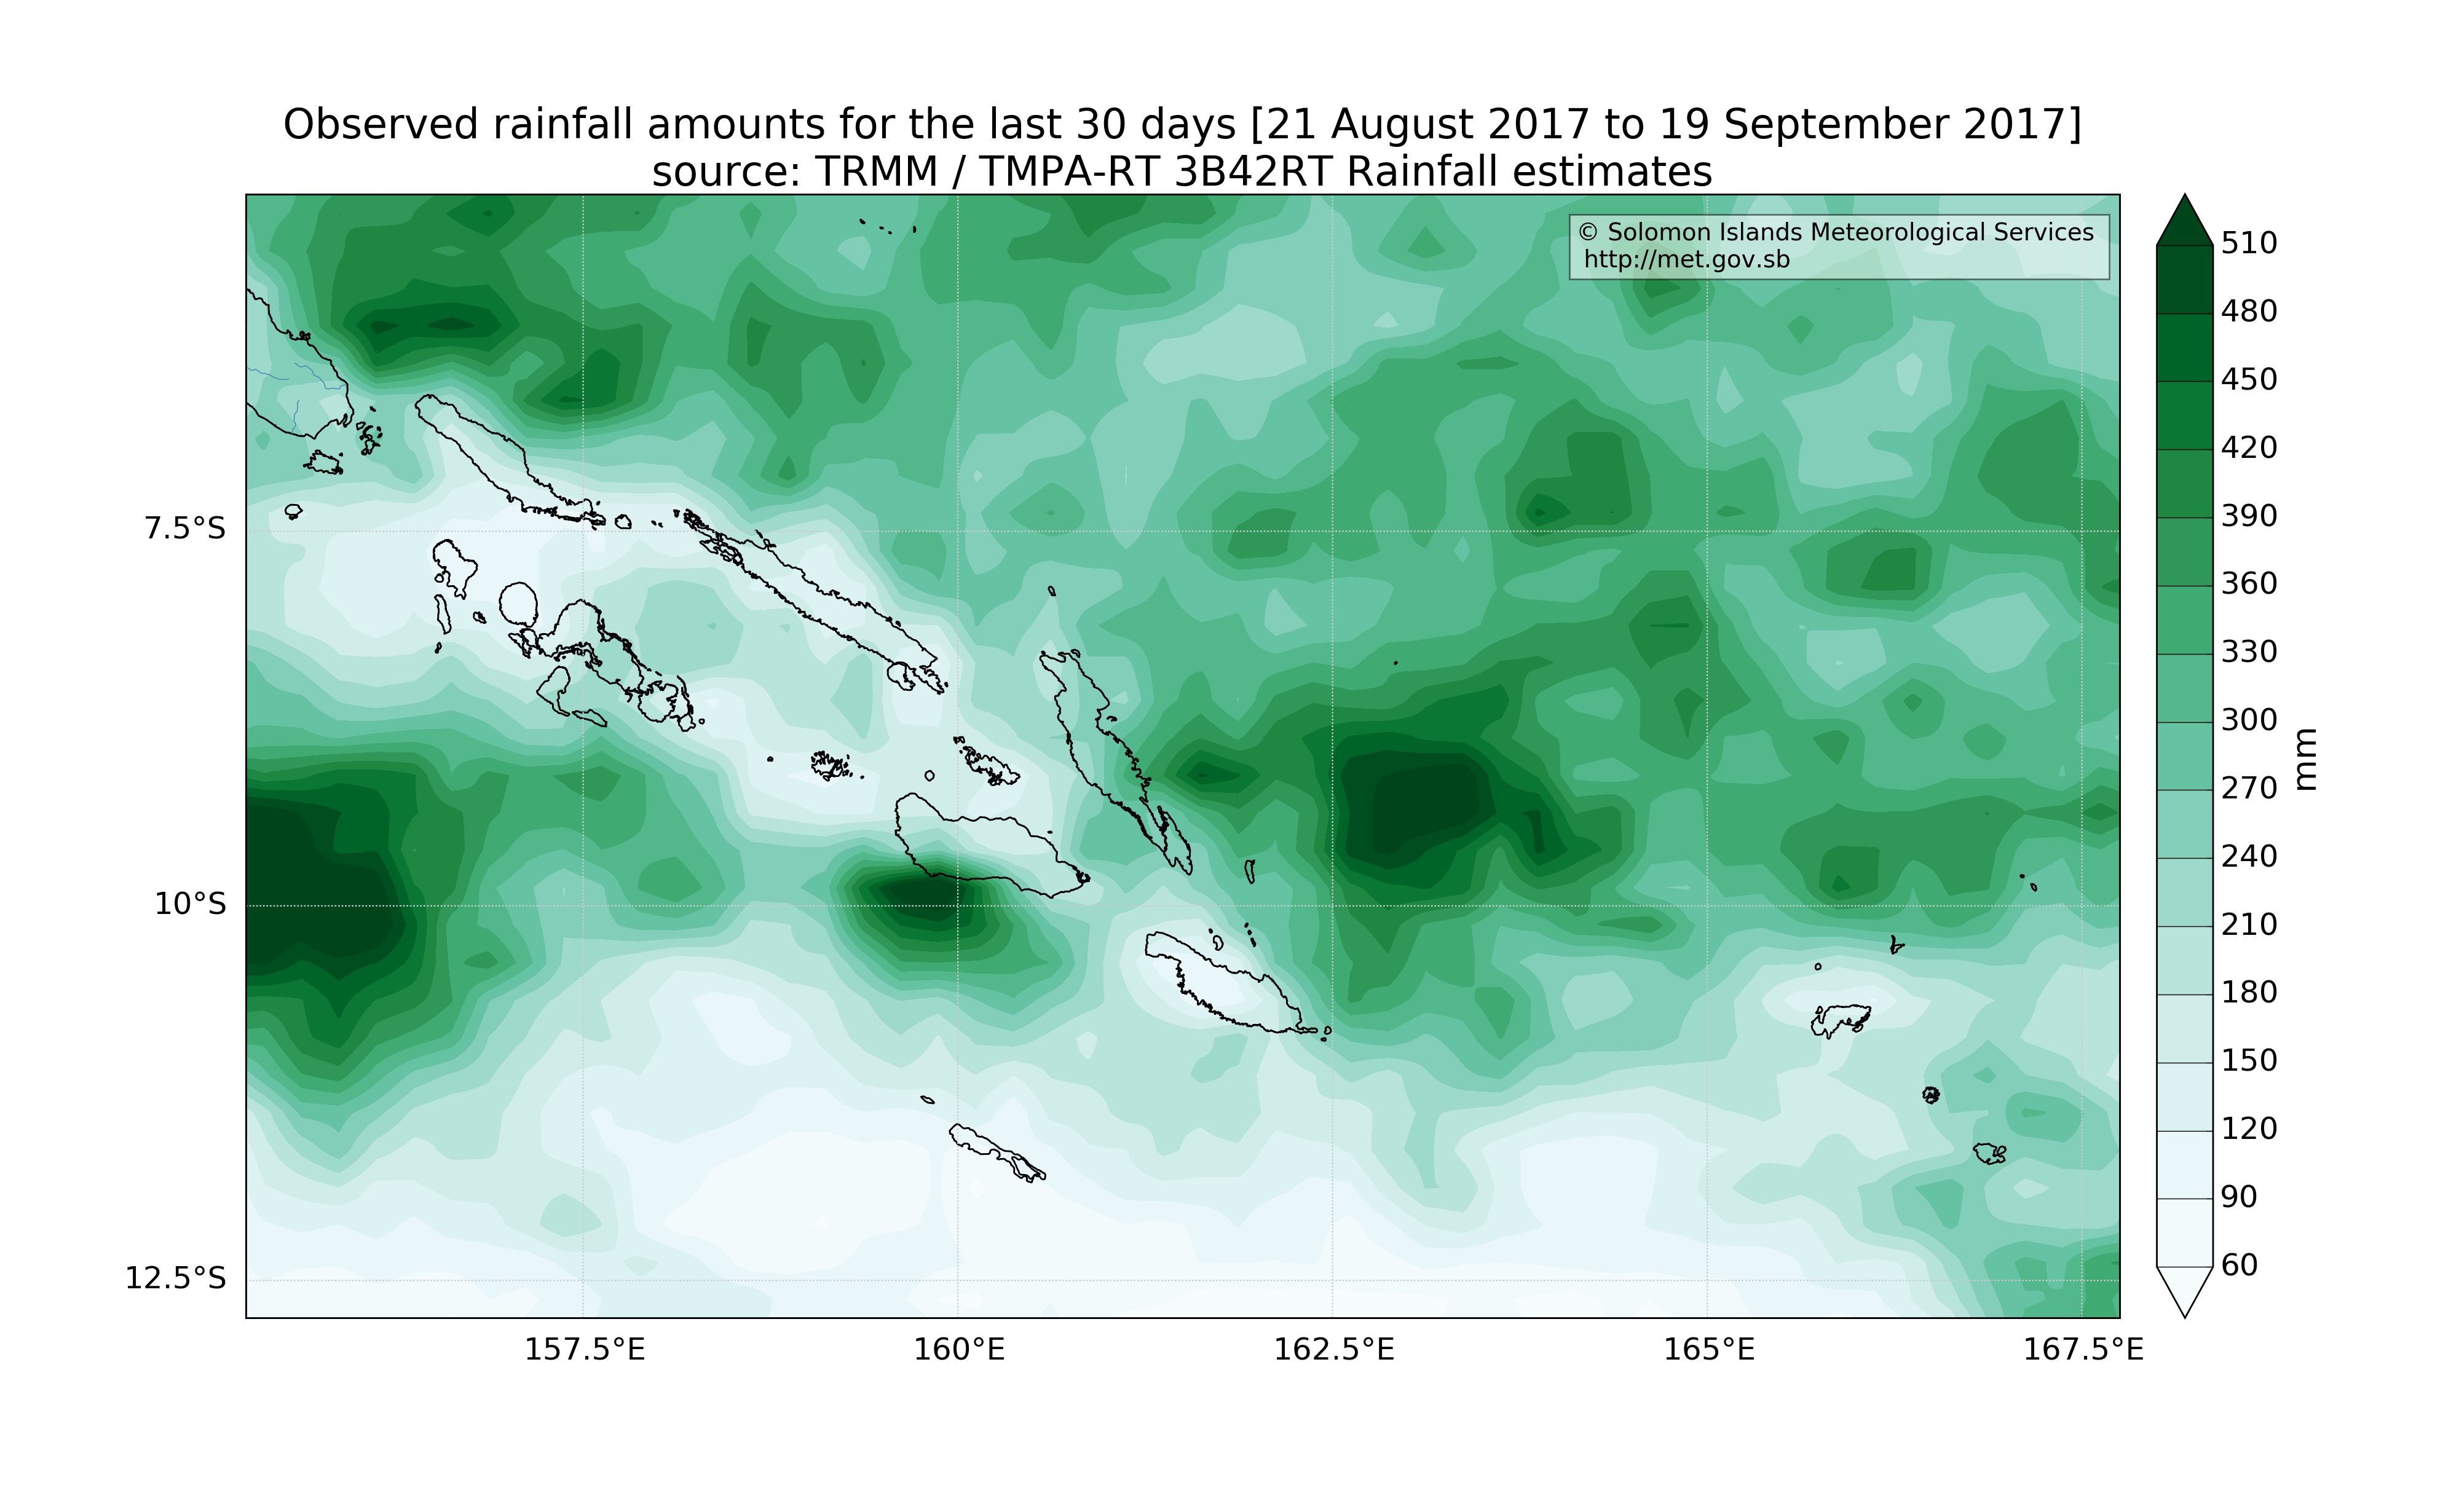 Observed rainfall amounts for the last 30 days [21 August 2017 to 19 September 2017]
source: TRMM / TMPA-RT 3B42RT Rainfall estimates
© Solomon Islands Meteorological Services
http://met.gov.sb
7.5°S
10°S
12.5°S
157.5°E
160°E
162.5°E
165°E
167.5°E
510
480
450
420
390
360
330
300
270
240
210
180
150
120
90
60
mm